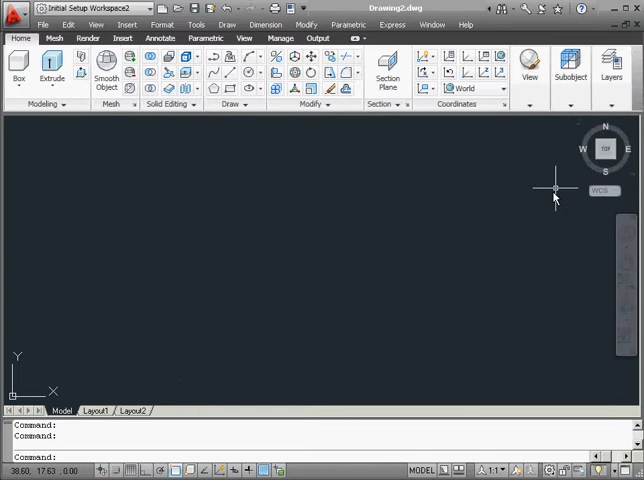 Initial Setup Workspace2
Drawing2.dwg
File Edit View Insert Format Tools Draw Dimension Modify Parametric Express Window Help
Home Mesh Render Insert Annotate Parametric View Manage Output
Box Extrude Smooth Object Section Plane World View Subobject Layers
Modeling Mesh Solid Editing Draw Modify Section Coordinates
N
W TOP E
S
WCS
Y
X
Model Layout1 Layout2
Command:
Command:
Command:
38.60, 17.63, 0.00 MODEL 1:1